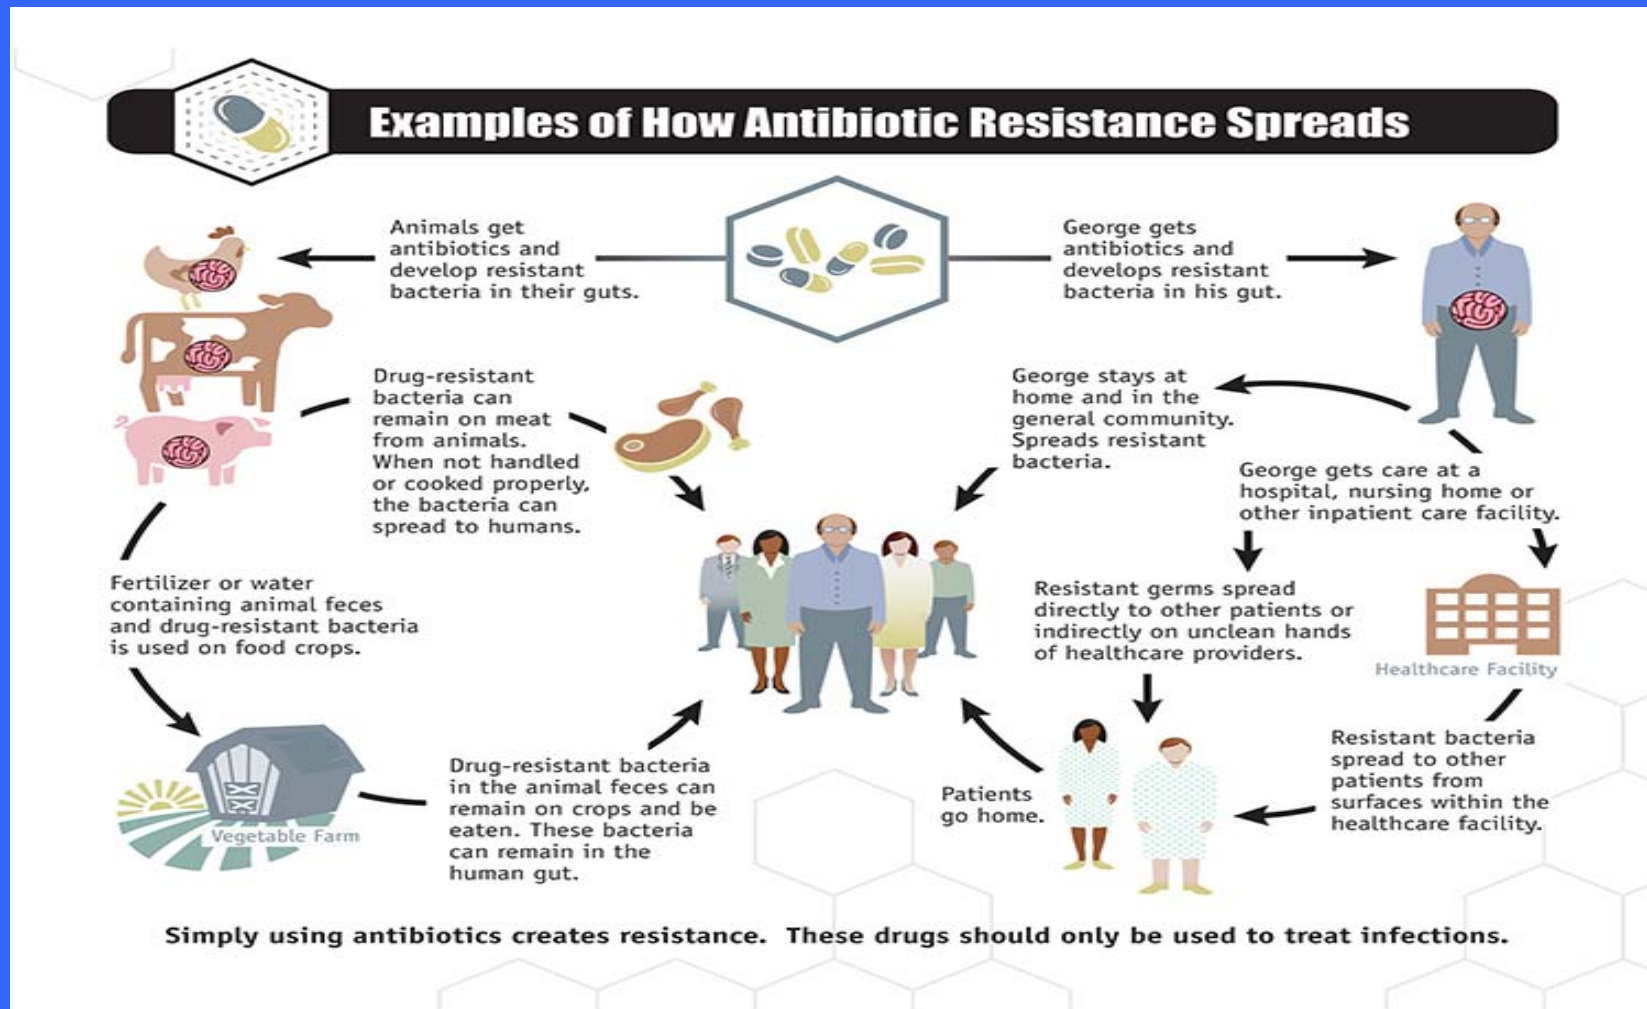 Examples of How Antibiotic Resistance Spreads
Animals get
antibiotics and
develop resistant
bacteria in their guts.
George gets
antibiotics and
develops resistant
bacteria in his gut.
Drug-resistant
bacteria can
remain on meat
from animals.
When not handled
or cooked properly,
the bacteria can
spread to humans.
George stays at
home and in the
general community.
Spreads resistant
bacteria.
George gets care at a
hospital, nursing home or
other inpatient care facility.
Fertilizer or water
containing animal feces
and drug-resistant bacteria
is used on food crops.
Resistant germs spread
directly to other patients or
indirectly on unclean hands
of healthcare providers.
Healthcare Facility
Vegetable Farm
Drug-resistant bacteria
in the animal feces can
remain on crops and be
eaten. These bacteria
can remain in the
human gut.
Patients
go home.
Resistant bacteria
spread to other
patients from
surfaces within the
healthcare facility.
Simply using antibiotics creates resistance. These drugs should only be used to treat infections.